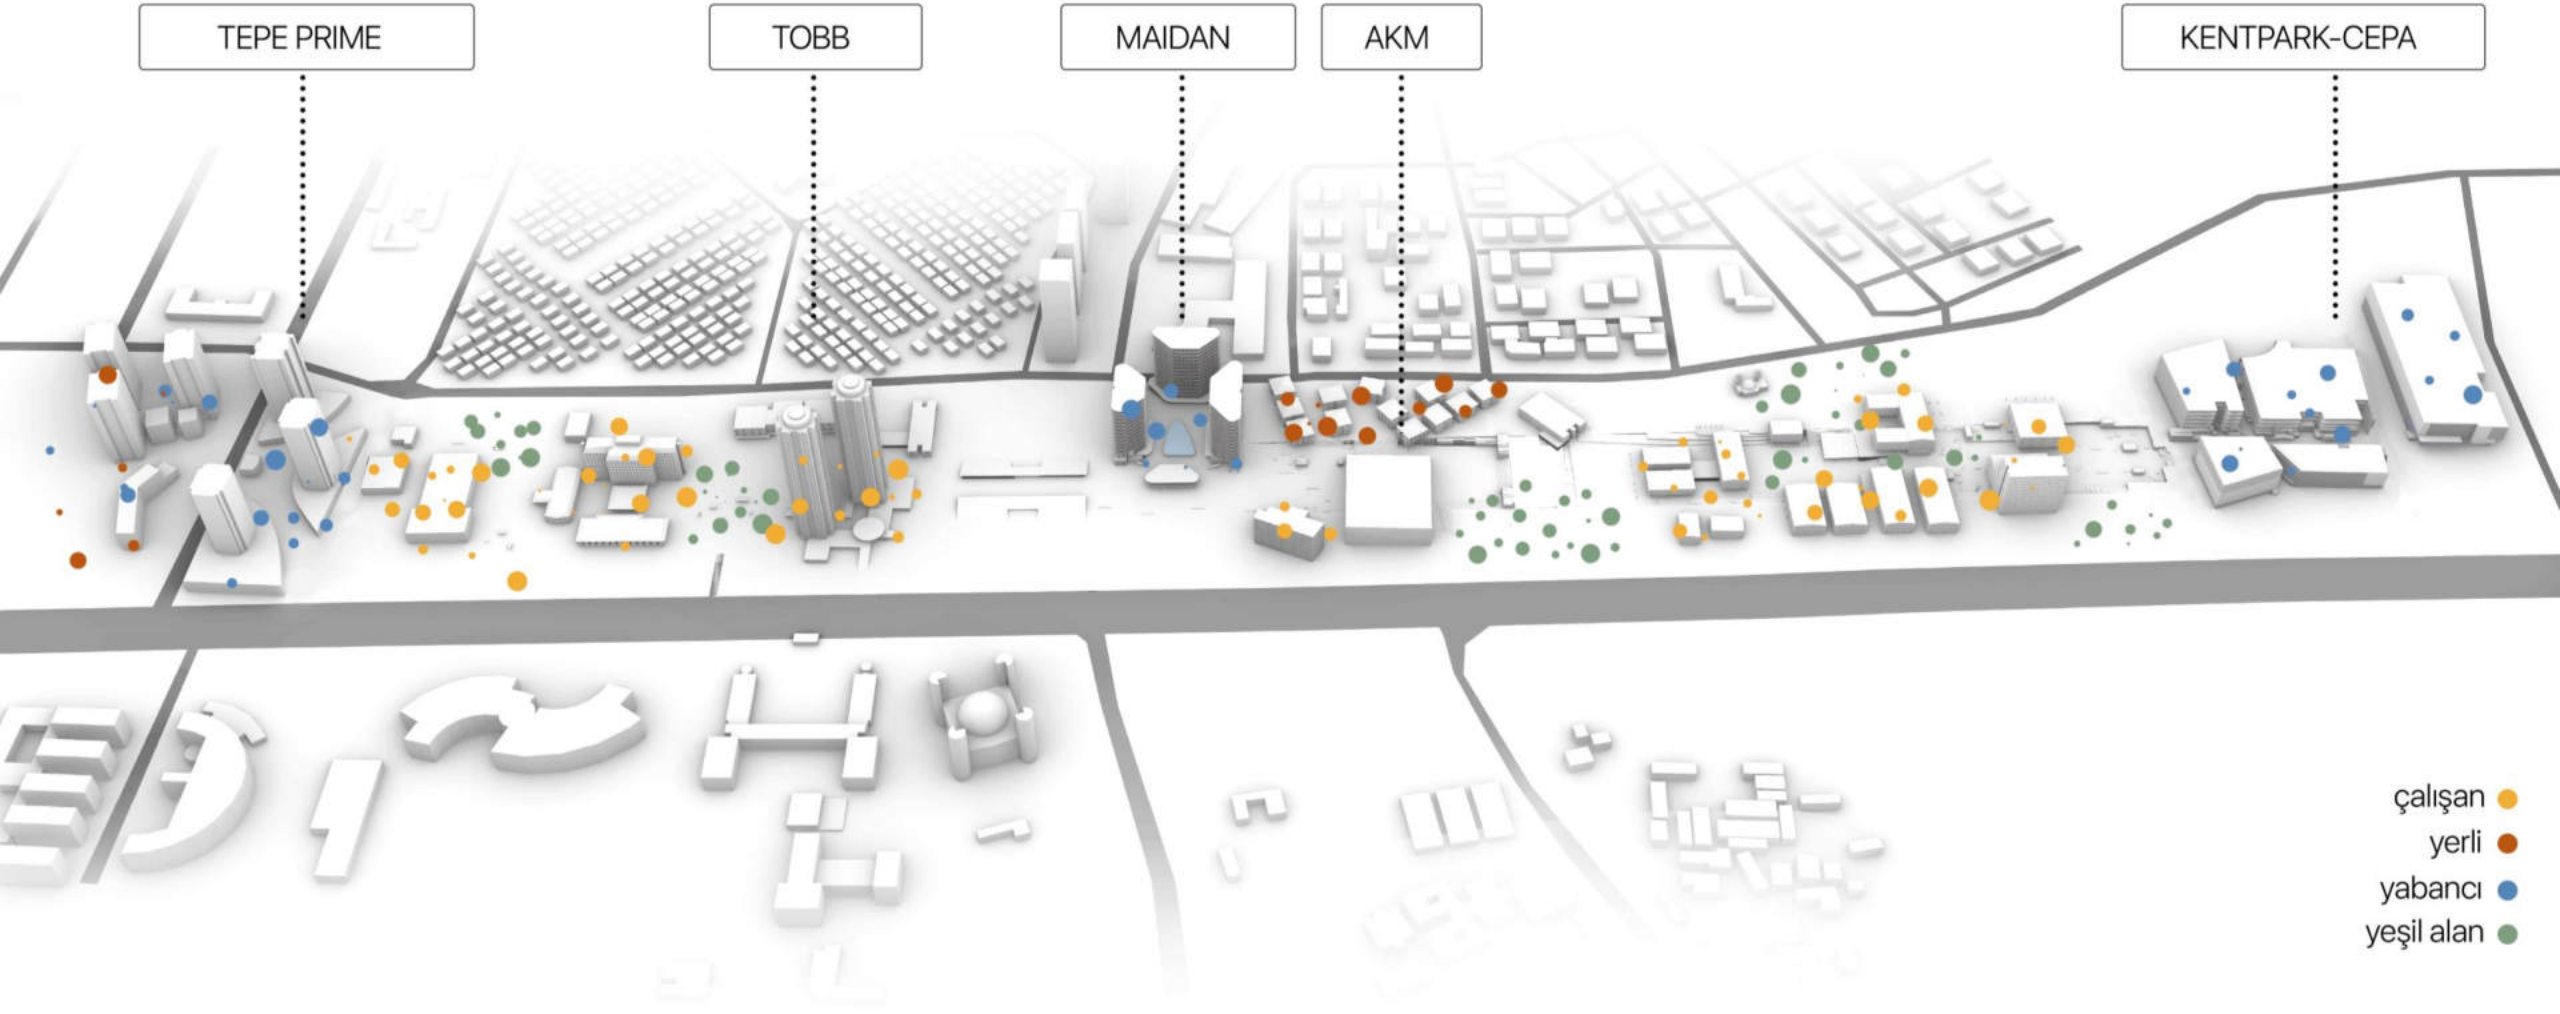 TEPE PRIME
TOBB
MAIDAN
AKM
KENTPARK-CEPA
çalışan
yerli
yabancı
yeşil alan